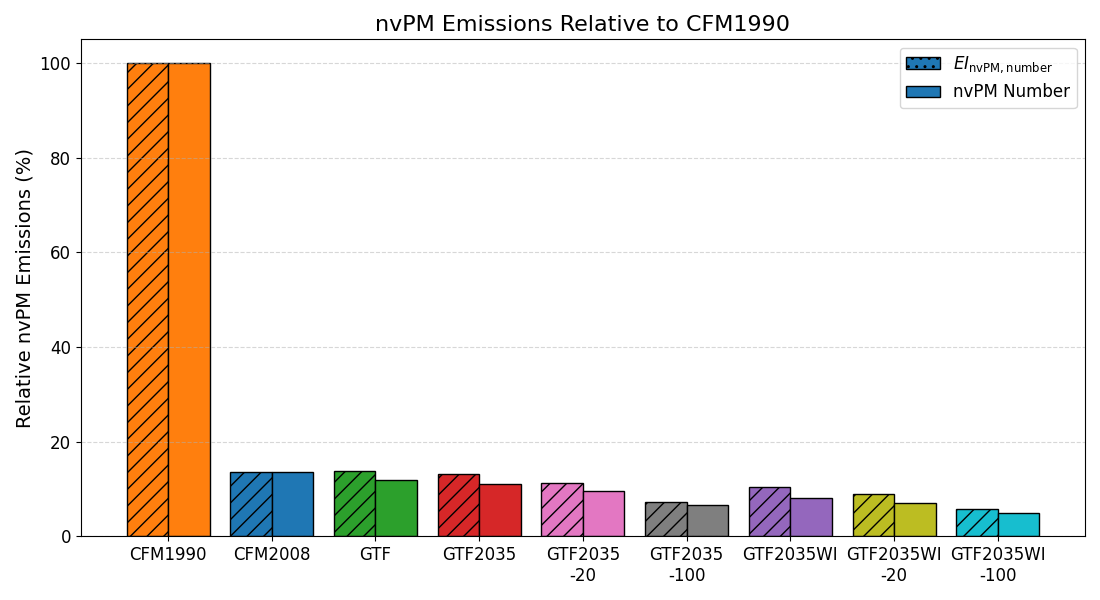 nvPM Emissions Relative to CFM1990
Relative nvPM Emissions (%)
100
80
60
40
20
0
EI_nvPM, number
nvPM Number
CFM1990 CFM2008 GTF GTF2035 GTF2035 GTF2035 GTF2035WI GTF2035WI GTF2035WI
-20 -100 -20 -100